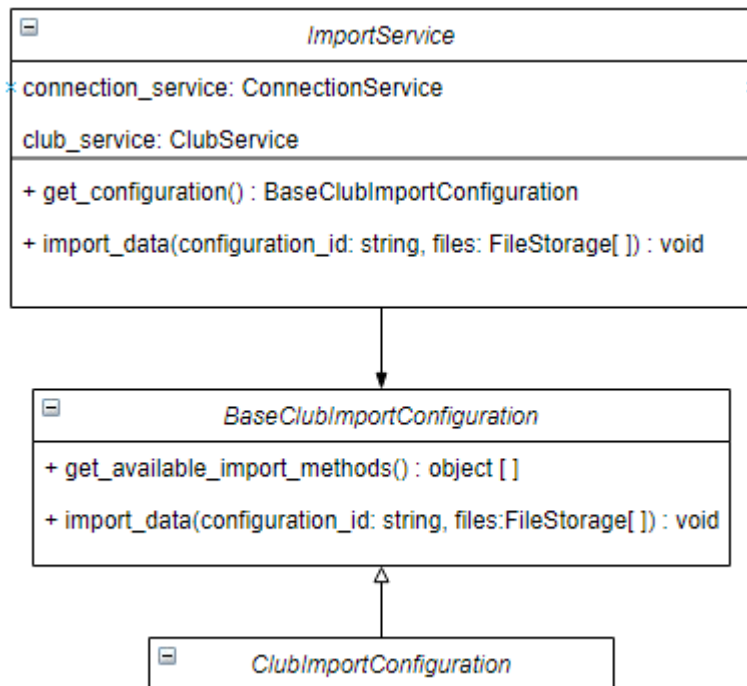 ImportService
connection_service: ConnectionService
club_service: ClubService
+ get_configuration() : BaseClubImportConfiguration
+ import_data(configuration_id: string, files: FileStorage[ ]) : void
BaseClubImportConfiguration
+ get_available_import_methods() : object [ ]
+ import_data(configuration_id: string, files:FileStorage[ ]) : void
ClubImportConfiguration